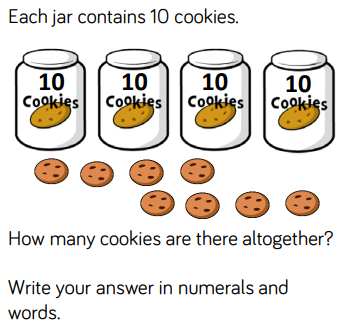 Each jar contains 10 cookies.
10 10 10 10
Cookies Cookies Cookies Cookies
How many cookies are there altogether?
Write your answer in numerals and
words.